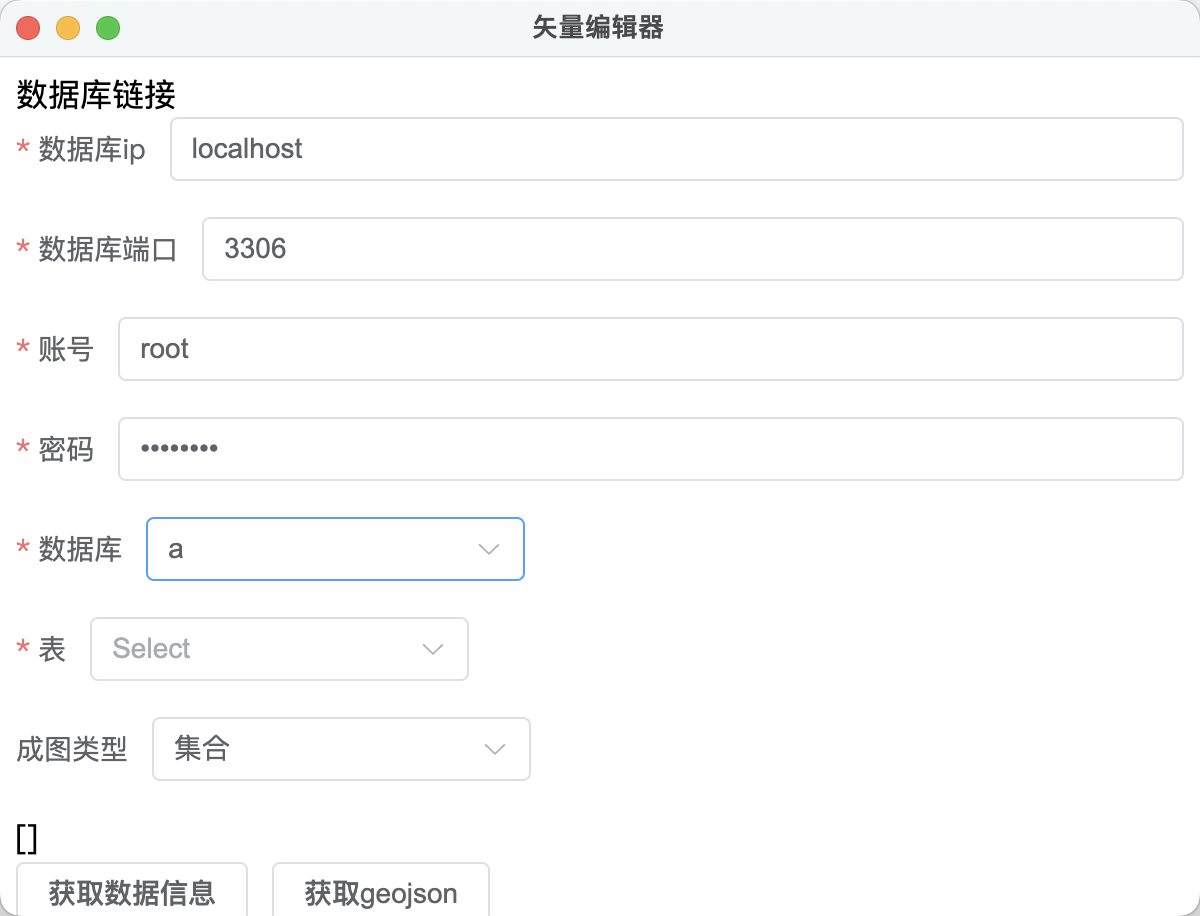 矢量编辑器
数据库链接
* 数据库ip localhost
* 数据库端口 3306
* 账号 root
* 密码 ••••••••
* 数据库 a
* 表 Select
成图类型 集合
[]
获取数据信息 获取geojson